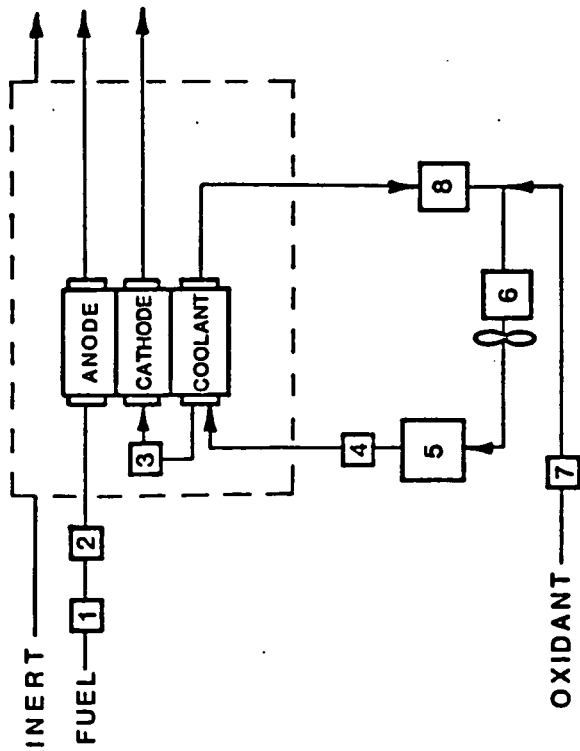 INERT
FUEL
1
2
ANODE
CATHODE
COOLANT
3
4
5
6
7
8
OXIDANT